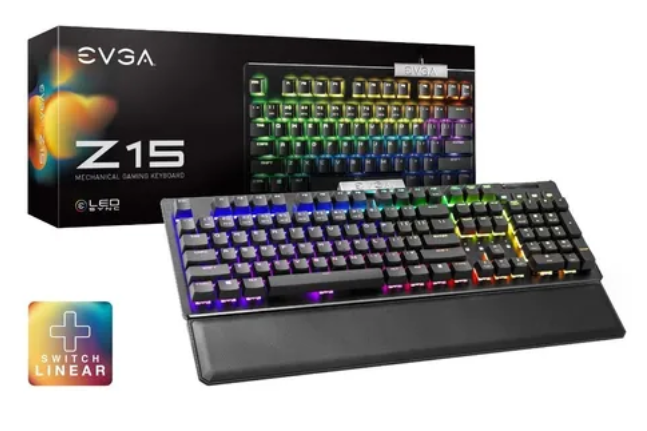 EVGA
EVGA
Z15
MECHANICAL GAMING KEYBOARD
LED
SYNC
SWITCH
LINEAR